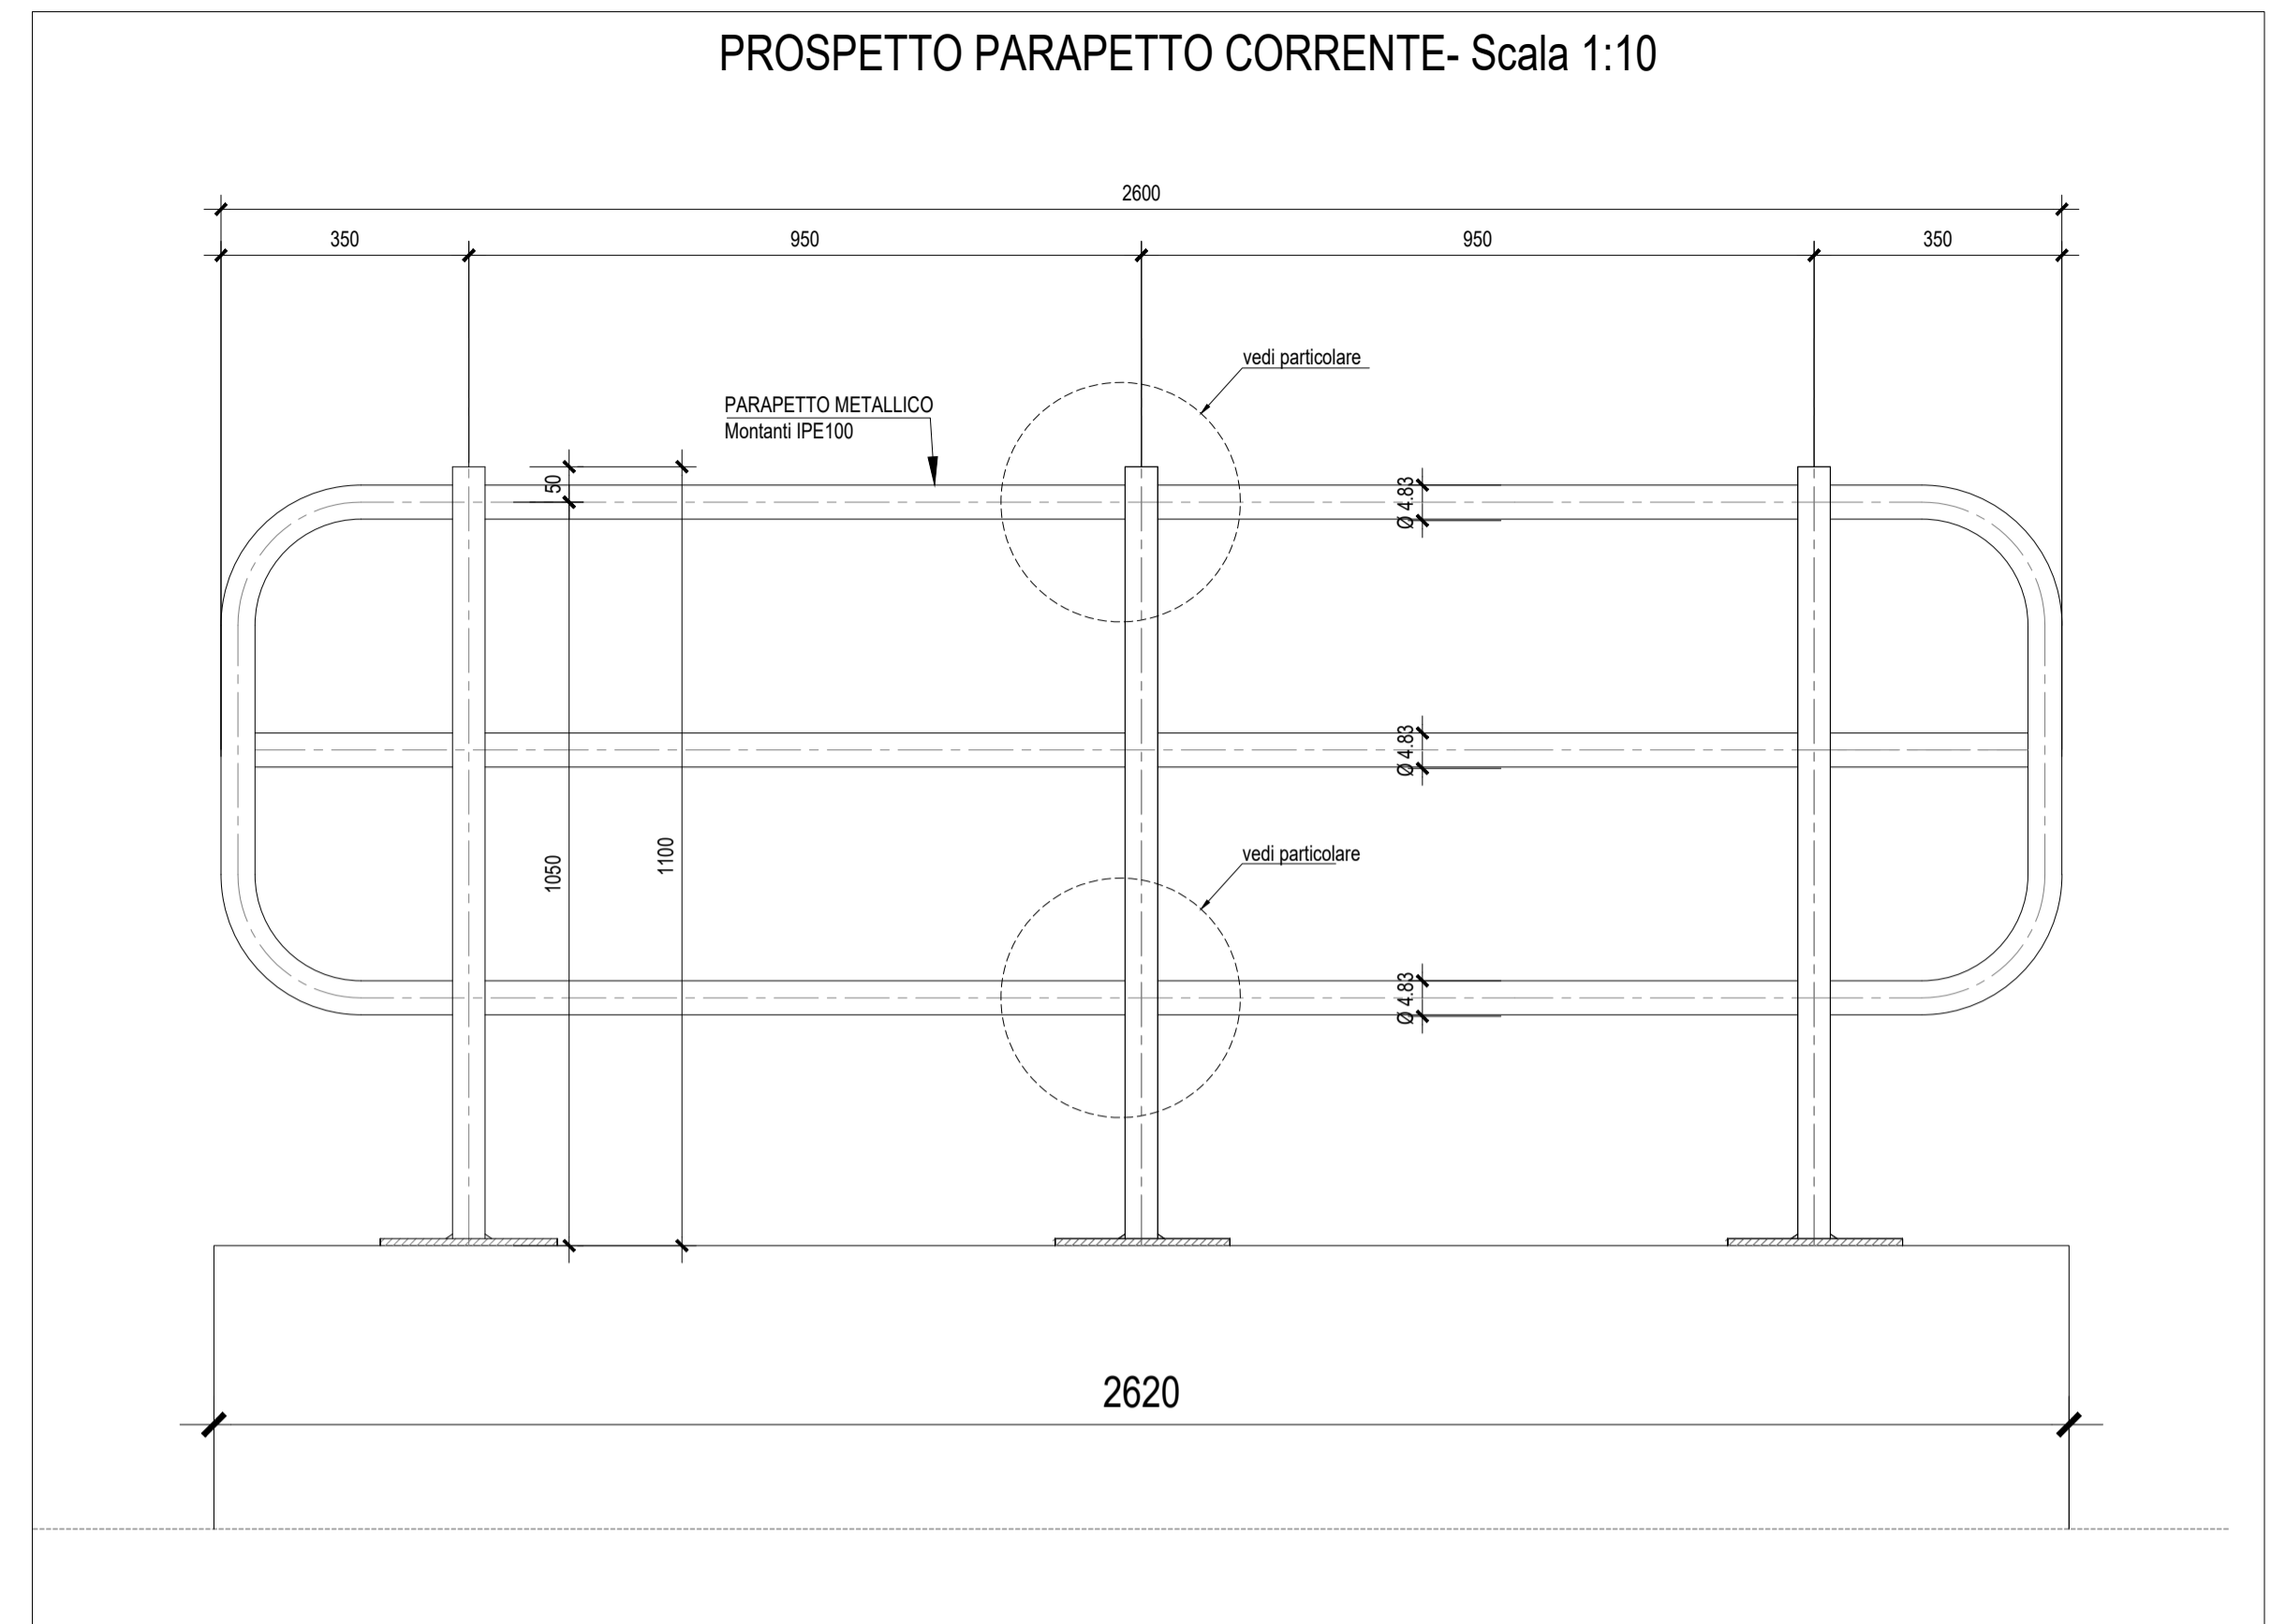 PROSPETTO PARAPETTO CORRENTE- Scala 1:10
2600
350
950
950
350
vedi particolare
PARAPETTO METALLICO
Montanti IPE100
50
Ø 4.83
Ø 4.83
1050
1100
vedi particolare
Ø 4.83
2620